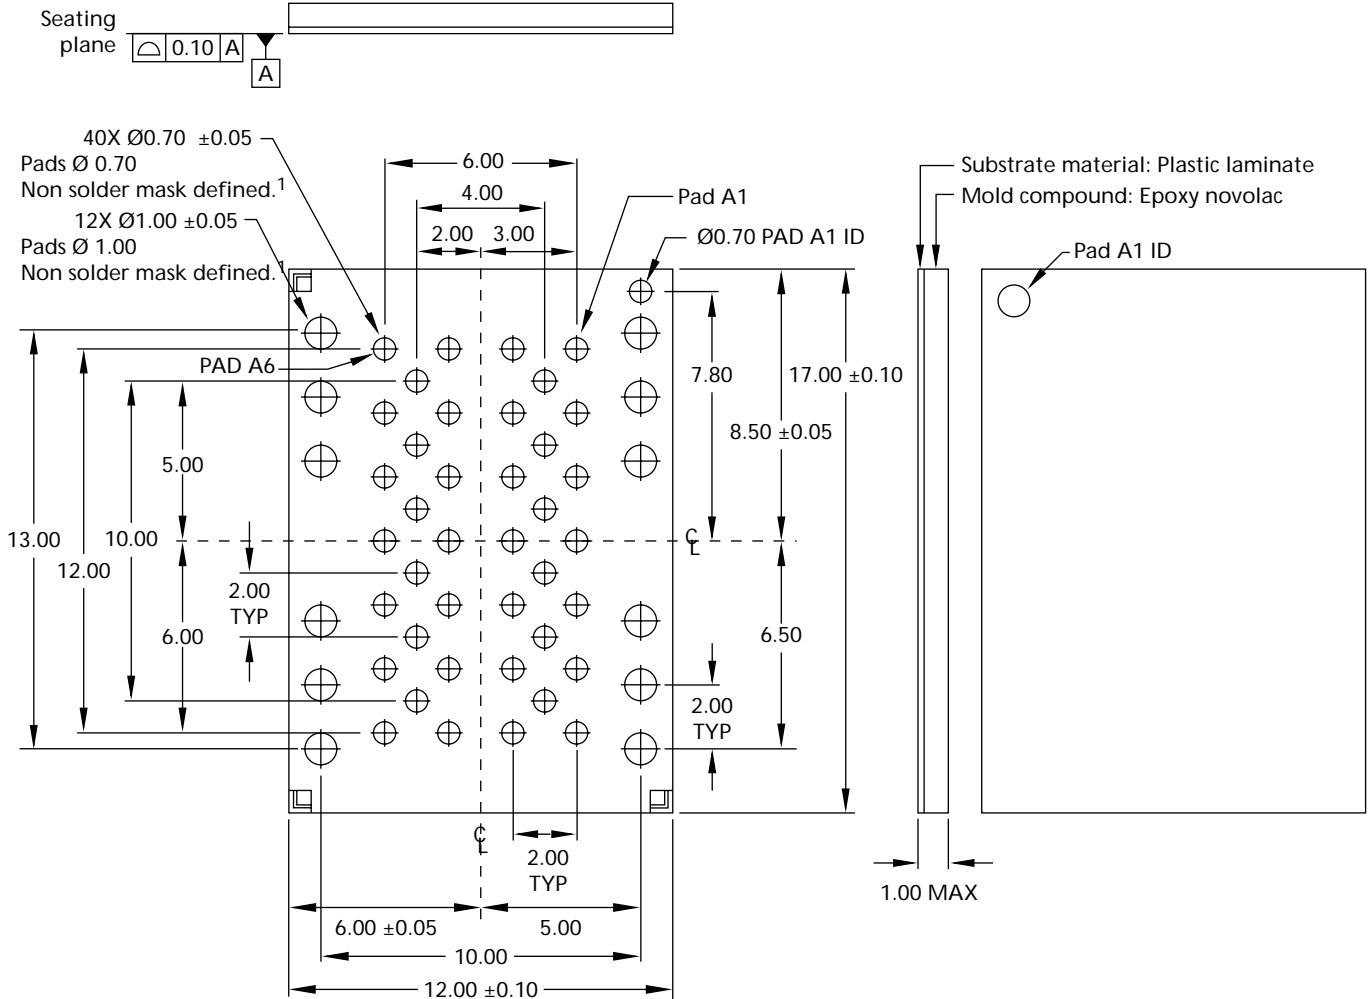 Seating
plane
0.10 A
A
40X Ø0.70 ±0.05
Pads Ø 0.70
Non solder mask defined.1
12X Ø1.00 ±0.05
Pads Ø 1.00
Non solder mask defined.1
6.00
4.00
2.00 3.00
Pad A1
Ø0.70 PAD A1 ID
Substrate material: Plastic laminate
Mold compound: Epoxy novolac
Pad A1 ID
PAD A6
7.80
17.00 ±0.10
8.50 ±0.05
5.00
13.00
10.00
12.00
℄
2.00
TYP
6.00
6.50
2.00
TYP
℄
2.00
TYP
1.00 MAX
6.00 ±0.05
5.00
10.00
12.00 ±0.10